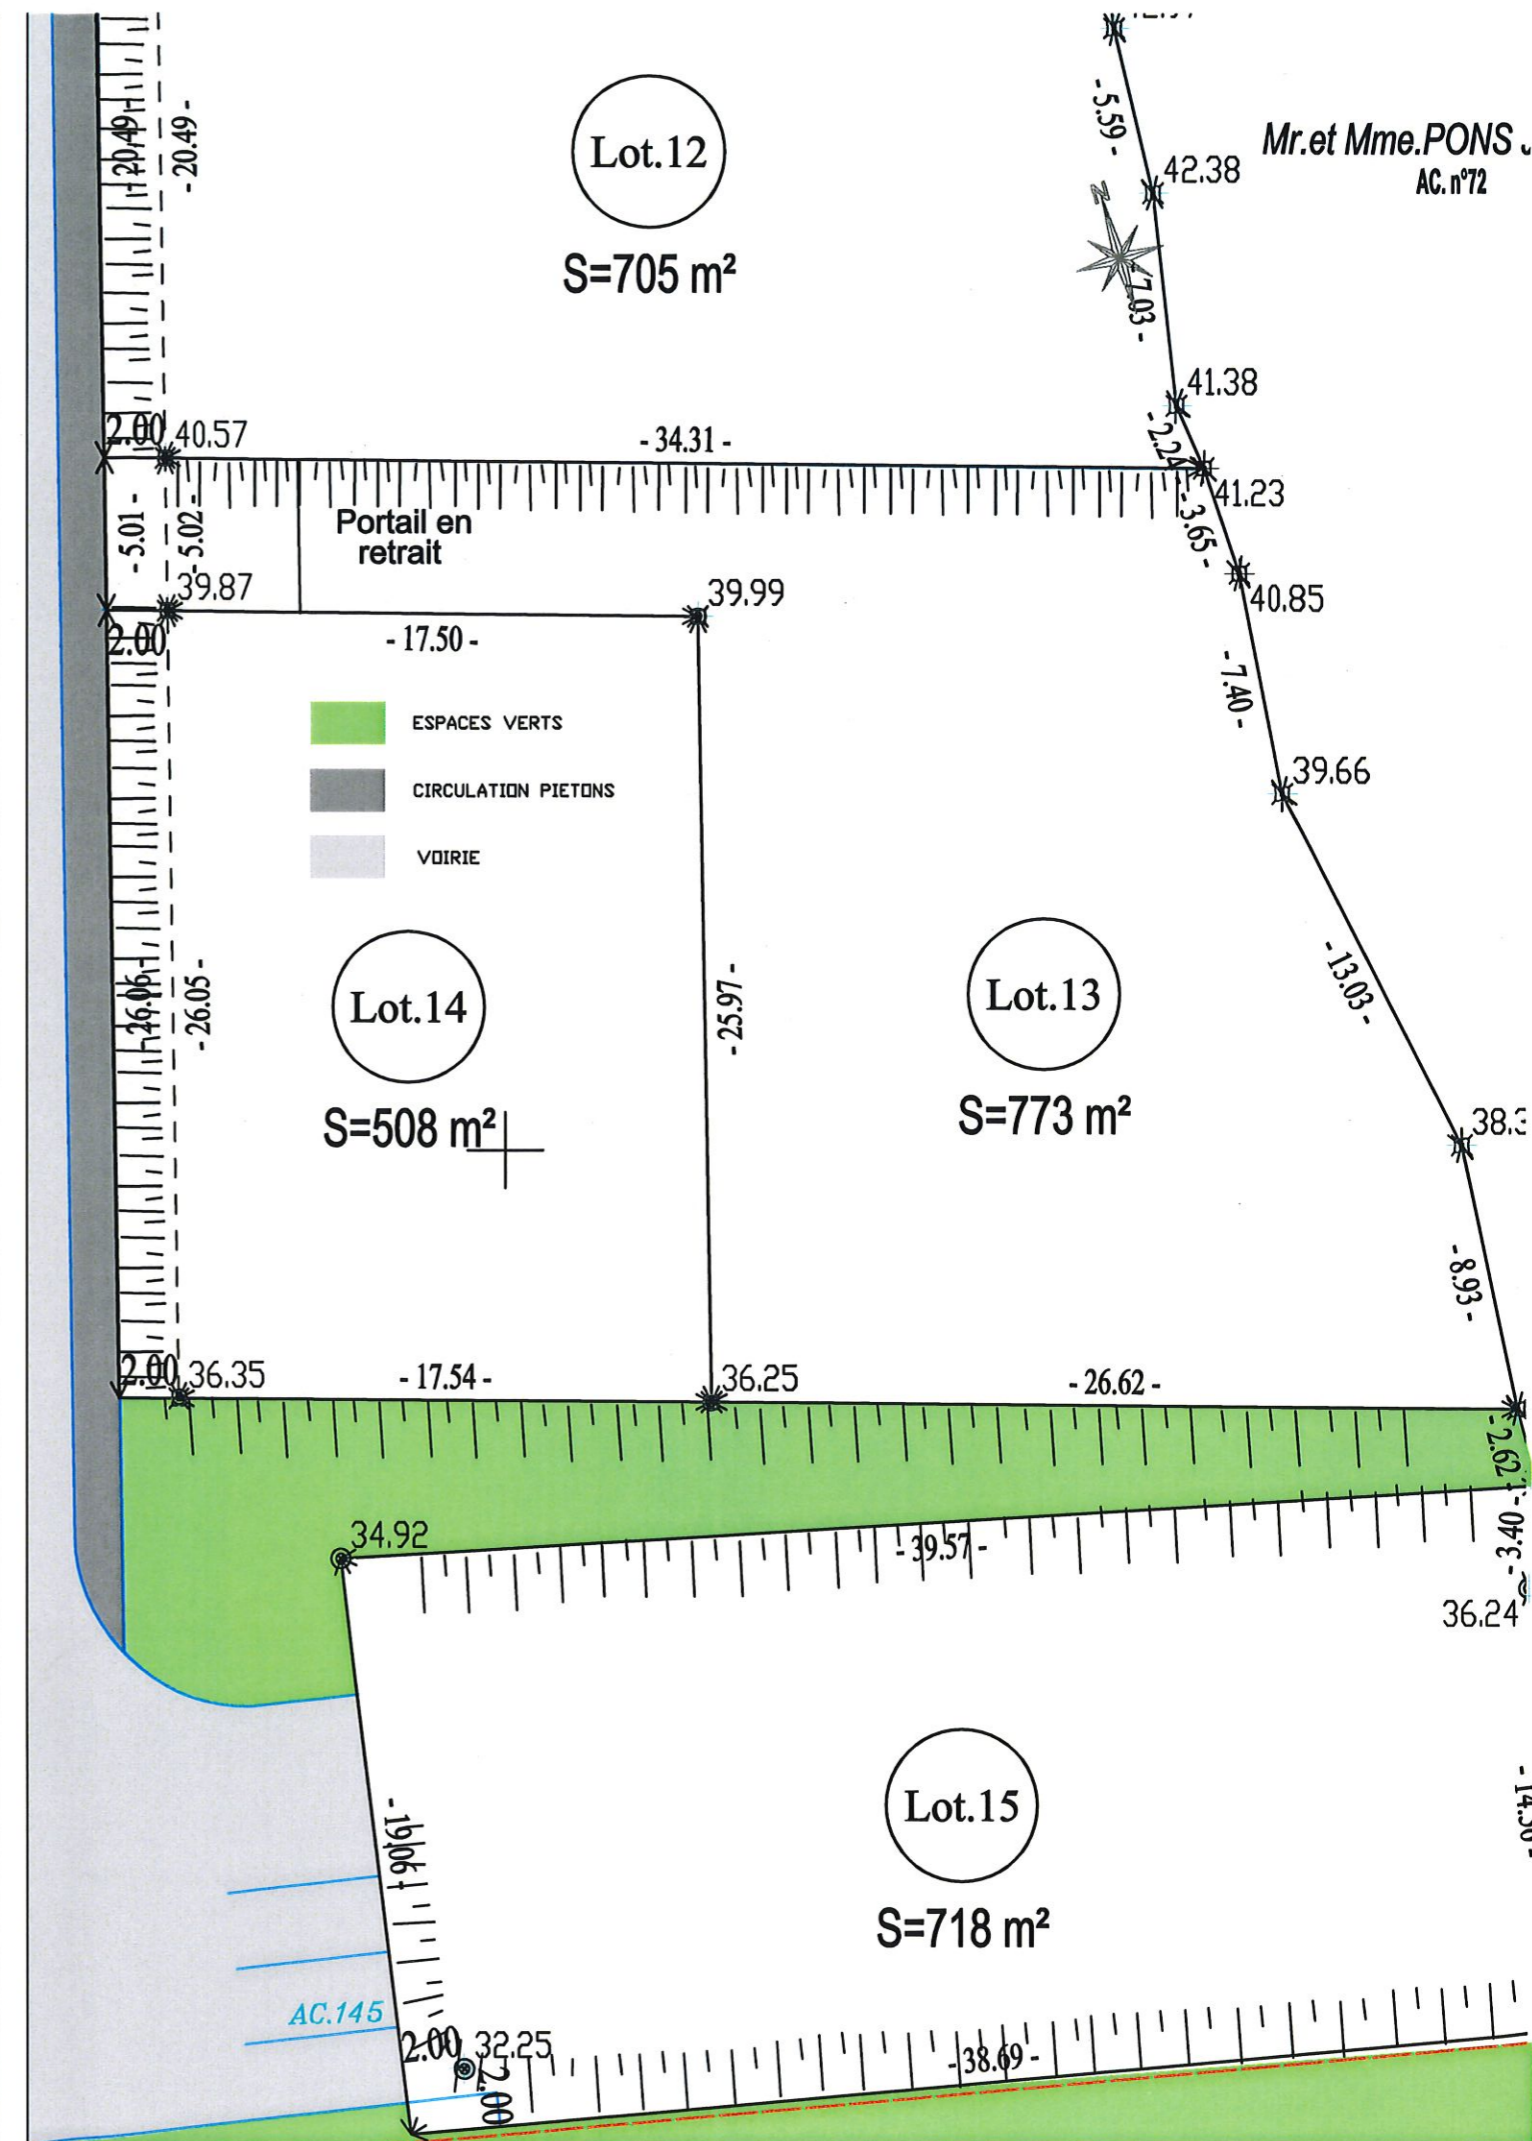 - 5.59 -
Mr.et Mme.PONS
AC. n°72
- 20.49 -
- 20.49 -
Lot.12
42.38
N
S=705 m²
- 7.03 -
41.38
2.00
40.57
- 34.31 -
- 2.24 -
41.23
- 5.01 -
- 5.02 -
Portail en
retrait
- 3.65 -
39.87
39.99
40.85
2.00
- 17.50 -
- 7.40 -
ESPACES VERTS
39.66
CIRCULATION PIETONS
VOIRIE
- 26.06 -
- 26.05 -
Lot.14
- 25.97 -
Lot.13
- 13.03 -
S=508 m²
S=773 m²
38.3
- 8.93 -
2.00
36.35
- 17.54 -
36.25
- 26.62 -
- 2.62 -
34.92
- 39.57 -
- 3.40 -
36.24
- 19.06 -
Lot.15
S=718 m²
AC.145
2.00
32.25
2.00
- 38.69 -